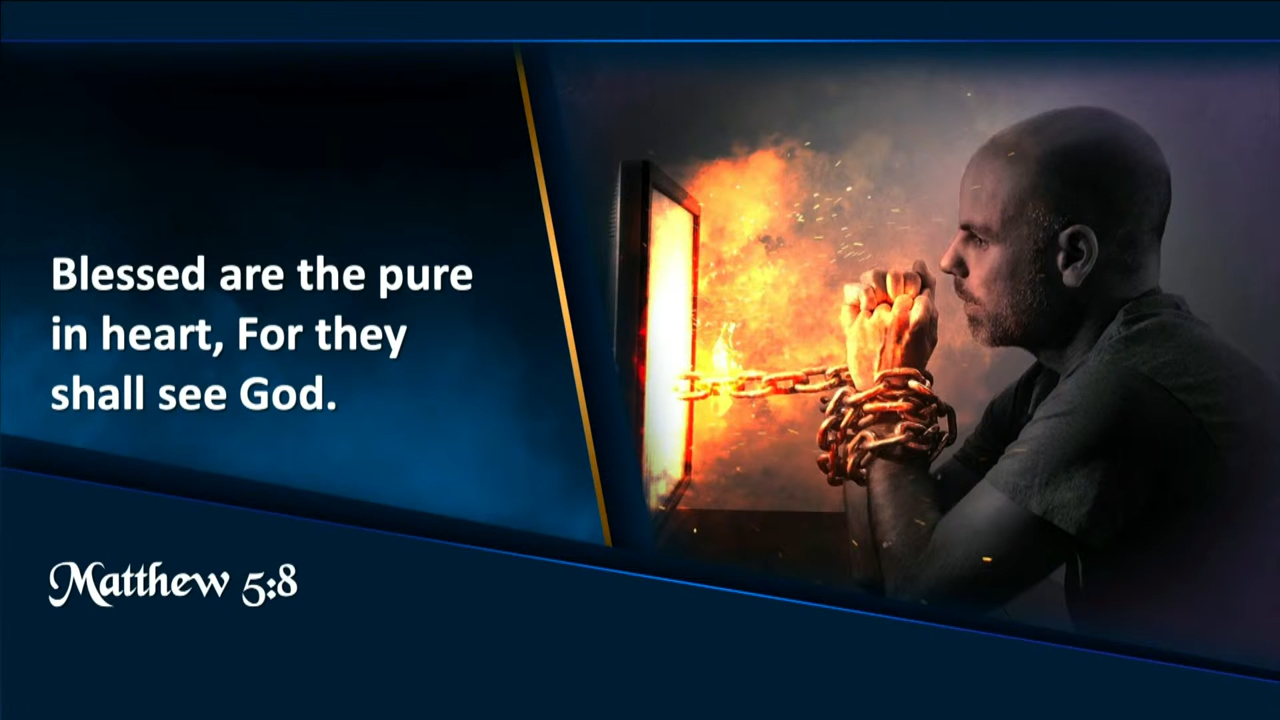 Blessed are the pure
in heart, For they
shall see God.
Matthew 5:8